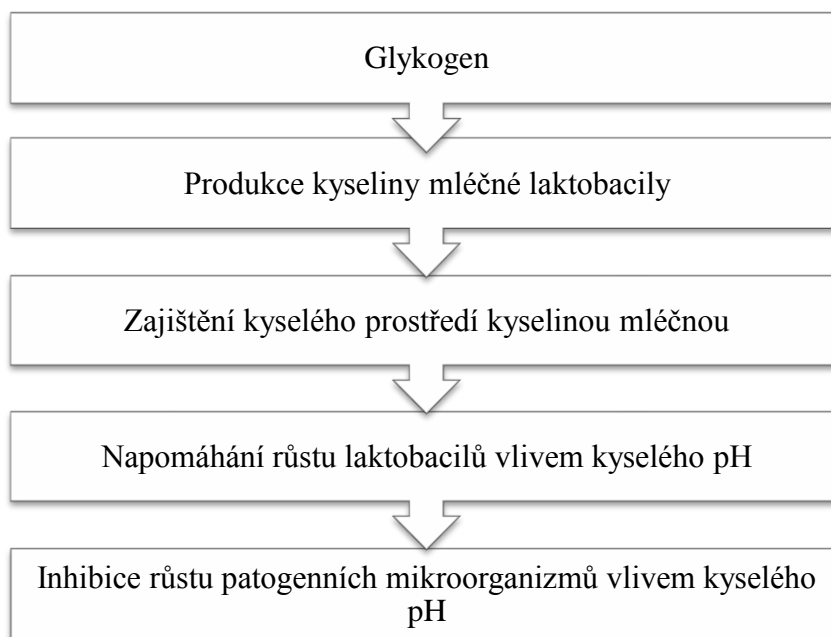 Glykogen
Produkce kyseliny mléčné laktobacily
Zajištění kyselého prostředí kyselinou mléčnou
Napomáhání růstu laktobacilů vlivem kyselého pH
Inhibice růstu patogenních mikroorganizmů vlivem kyselého
pH